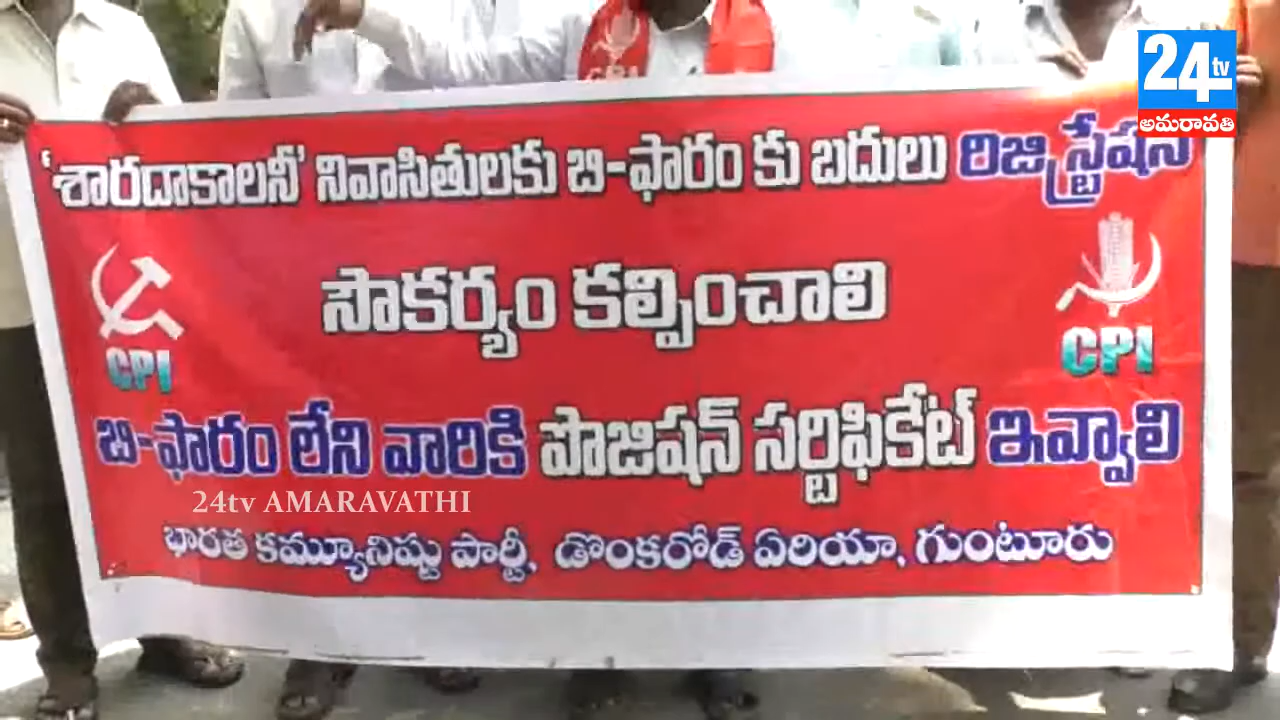 24tv
అమరావతి
CPI
'శారదాకాలనీ' నివాసితులకు బి-ఫారం కు బదులు రిజిస్ట్రేషన్
సౌకర్యం కల్పించాలి
CPI
CPI
బి-ఫారం లేని వారికి పొజిషన్ సర్టిఫికేట్ ఇవ్వాలి
24tv AMARAVATHI
భారత కమ్యూనిష్టు పార్టీ, డొంకరోడ్ ఏరియా, గుంటూరు